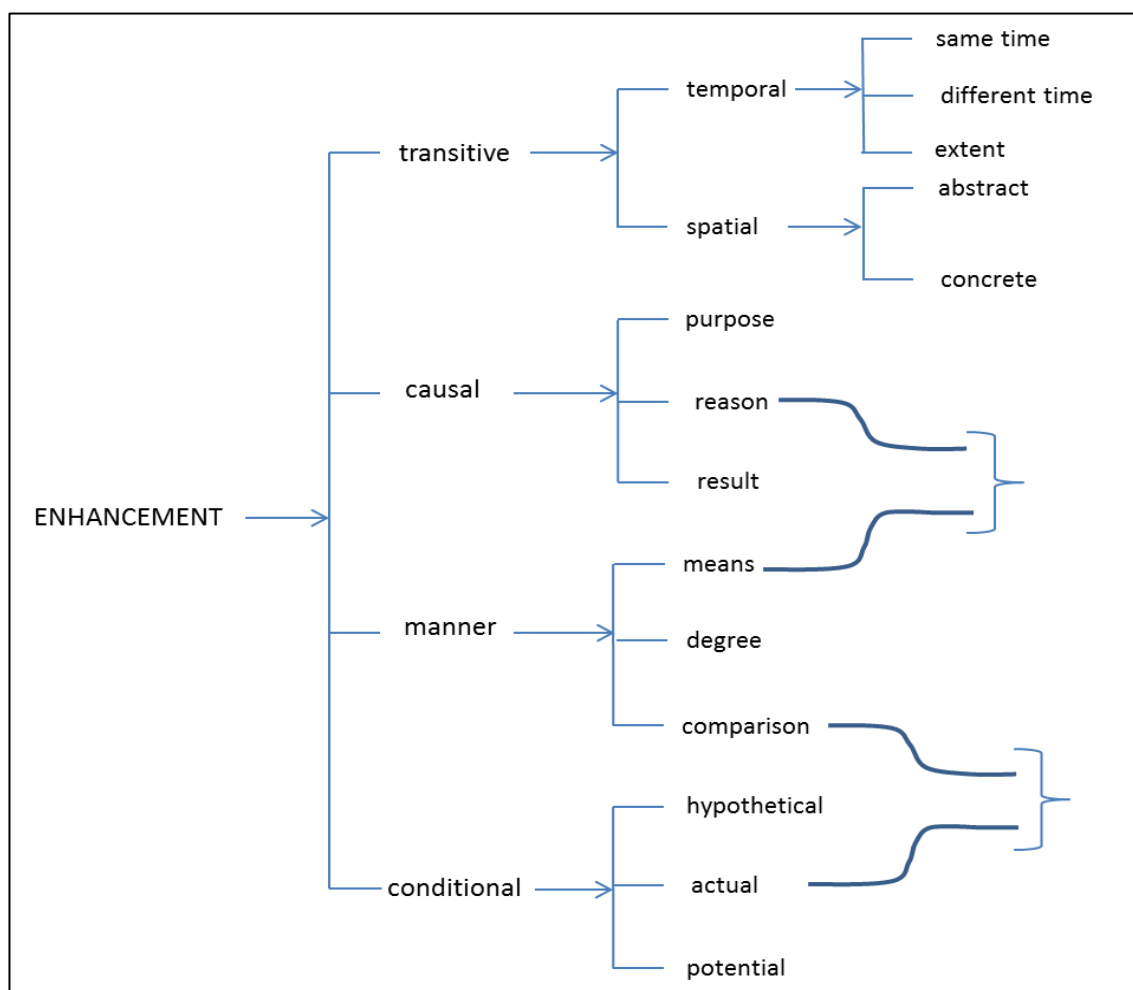 same time
temporal
different time
transitive
extent
abstract
spatial
concrete
purpose
causal
reason
result
ENHANCEMENT
means
manner
degree
comparison
hypothetical
conditional
actual
potential